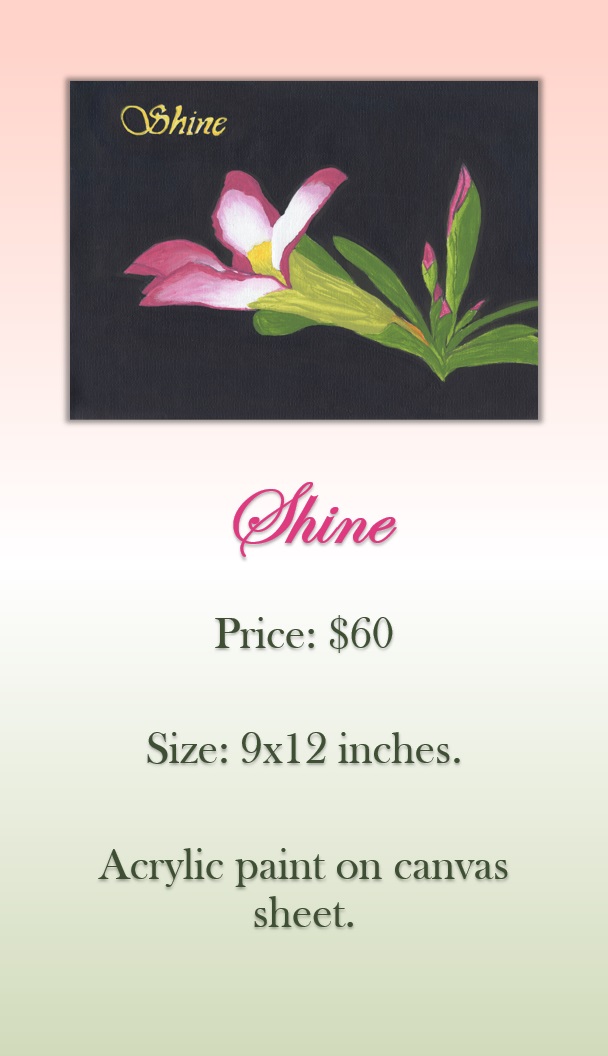 Shine
Shine
Price: $60
Size: 9x12 inches.
Acrylic paint on canvas
sheet.